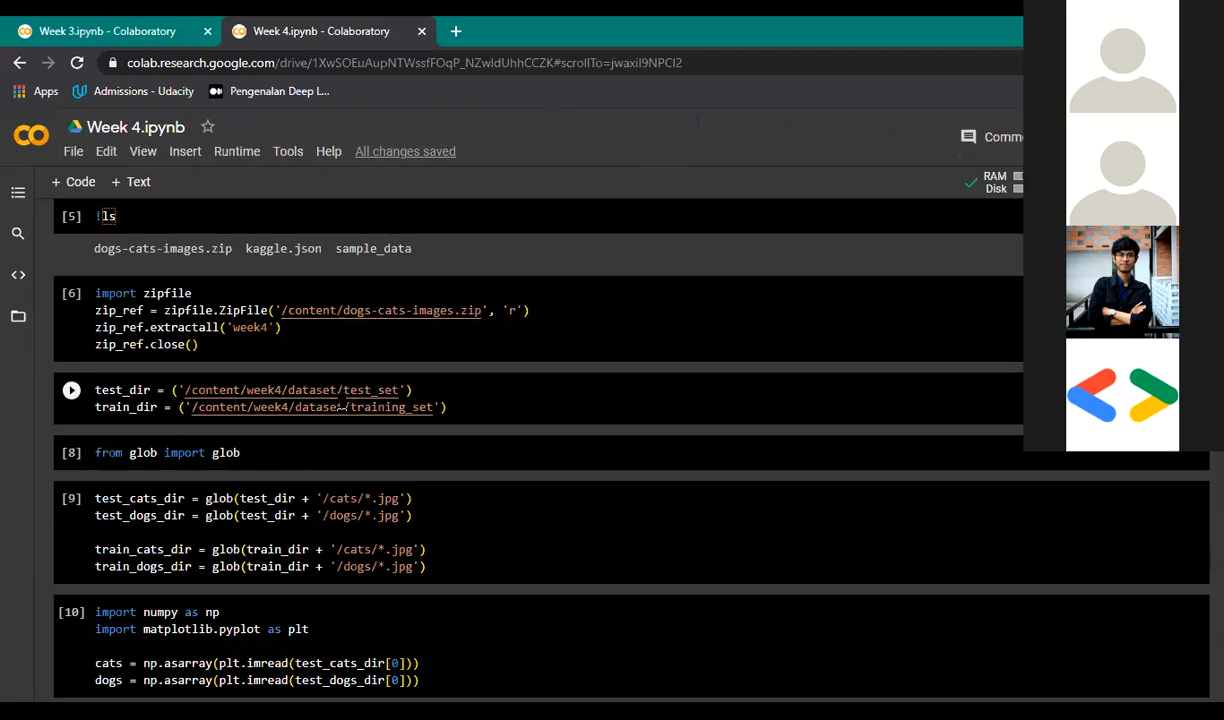 Week 3.ipynb - Colaboratory
Week 4.ipynb - Colaboratory
colab.research.google.com/drive/1XwSOEuAupNTWssfFOqP_NZwldUhhCCZK#scrollTo=jwaxil9NPCl2
Apps
Admissions - Udacity
Pengenalan Deep L...
Week 4.ipynb
File Edit View Insert Runtime Tools Help All changes saved
Comme
+ Code + Text
RAM
Disk
[5] !ls
dogs-cats-images.zip kaggle.json sample_data
[6] import zipfile
zip_ref = zipfile.ZipFile('/content/dogs-cats-images.zip', 'r')
zip_ref.extractall('week4')
zip_ref.close()
test_dir = ('/content/week4/dataset/test_set')
train_dir = ('/content/week4/dataset/training_set')
[8] from glob import glob
[9] test_cats_dir = glob(test_dir + '/cats/*.jpg')
test_dogs_dir = glob(test_dir + '/dogs/*.jpg')
train_cats_dir = glob(train_dir + '/cats/*.jpg')
train_dogs_dir = glob(train_dir + '/dogs/*.jpg')
[10] import numpy as np
import matplotlib.pyplot as plt
cats = np.asarray(plt.imread(test_cats_dir[0]))
dogs = np.asarray(plt.imread(test_dogs_dir[0]))